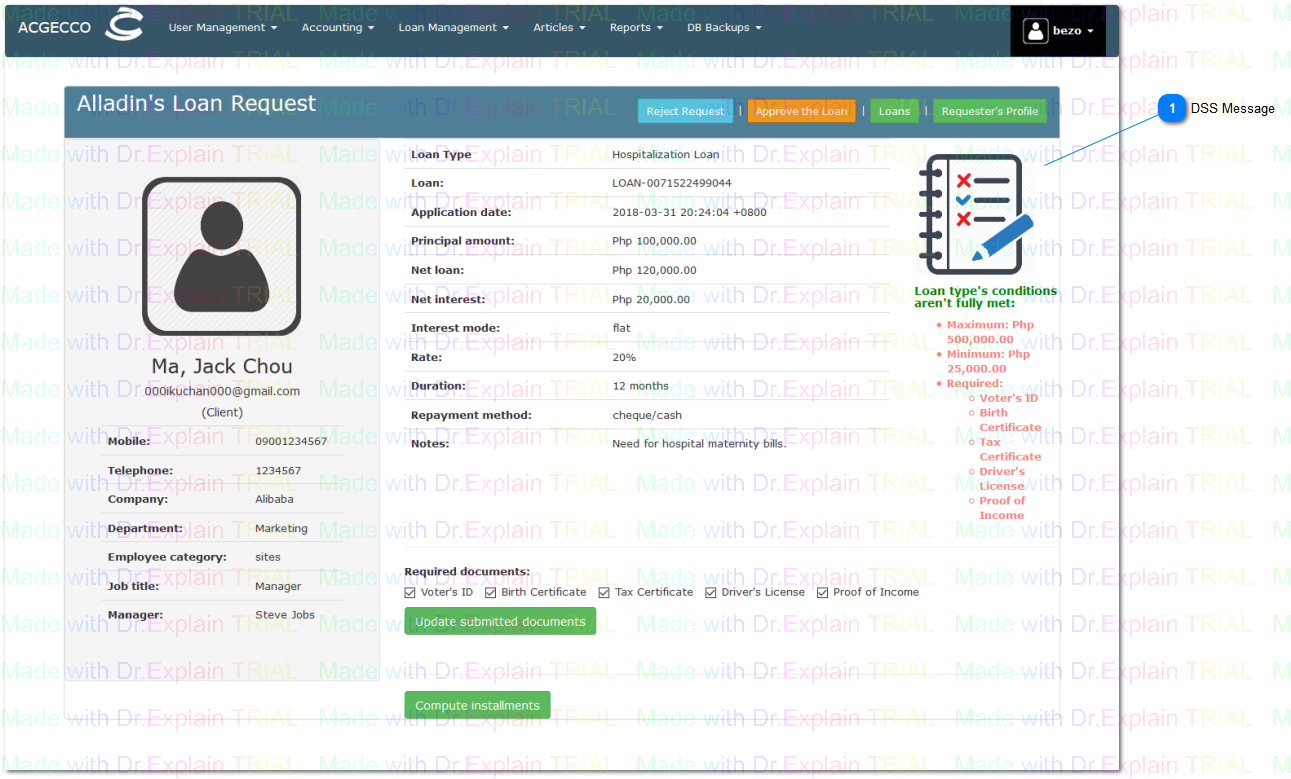 ACGECCO User Management Accounting Loan Management Articles Reports DB Backups bezo
Alladin's Loan Request
Reject Request | Approve the Loan | Loans | Requester's Profile
1 DSS Message
Ma, Jack Chou
000ikuchan000@gmail.com
(Client)
Mobile: 09001234567
Telephone: 1234567
Company: Alibaba
Department: Marketing
Employee category: sites
Job title: Manager
Manager: Steve Jobs
Loan Type Hospitalization Loan
Loan: LOAN-0071522499044
Application date: 2018-03-31 20:24:04 +0800
Principal amount: Php 100,000.00
Net loan: Php 120,000.00
Net interest: Php 20,000.00
Interest mode: flat
Rate: 20%
Duration: 12 months
Repayment method: cheque/cash
Notes: Need for hospital maternity bills.
Loan type's conditions
aren't fully met:
Maximum: Php
500,000.00
Minimum: Php
25,000.00
Required:
Voter's ID
Birth
Certificate
Tax
Certificate
Driver's
License
Proof of
Income
Required documents:
Voter's ID Birth Certificate Tax Certificate Driver's License Proof of Income
Update submitted documents
Compute installments
Made with Dr.Explain TRIAL